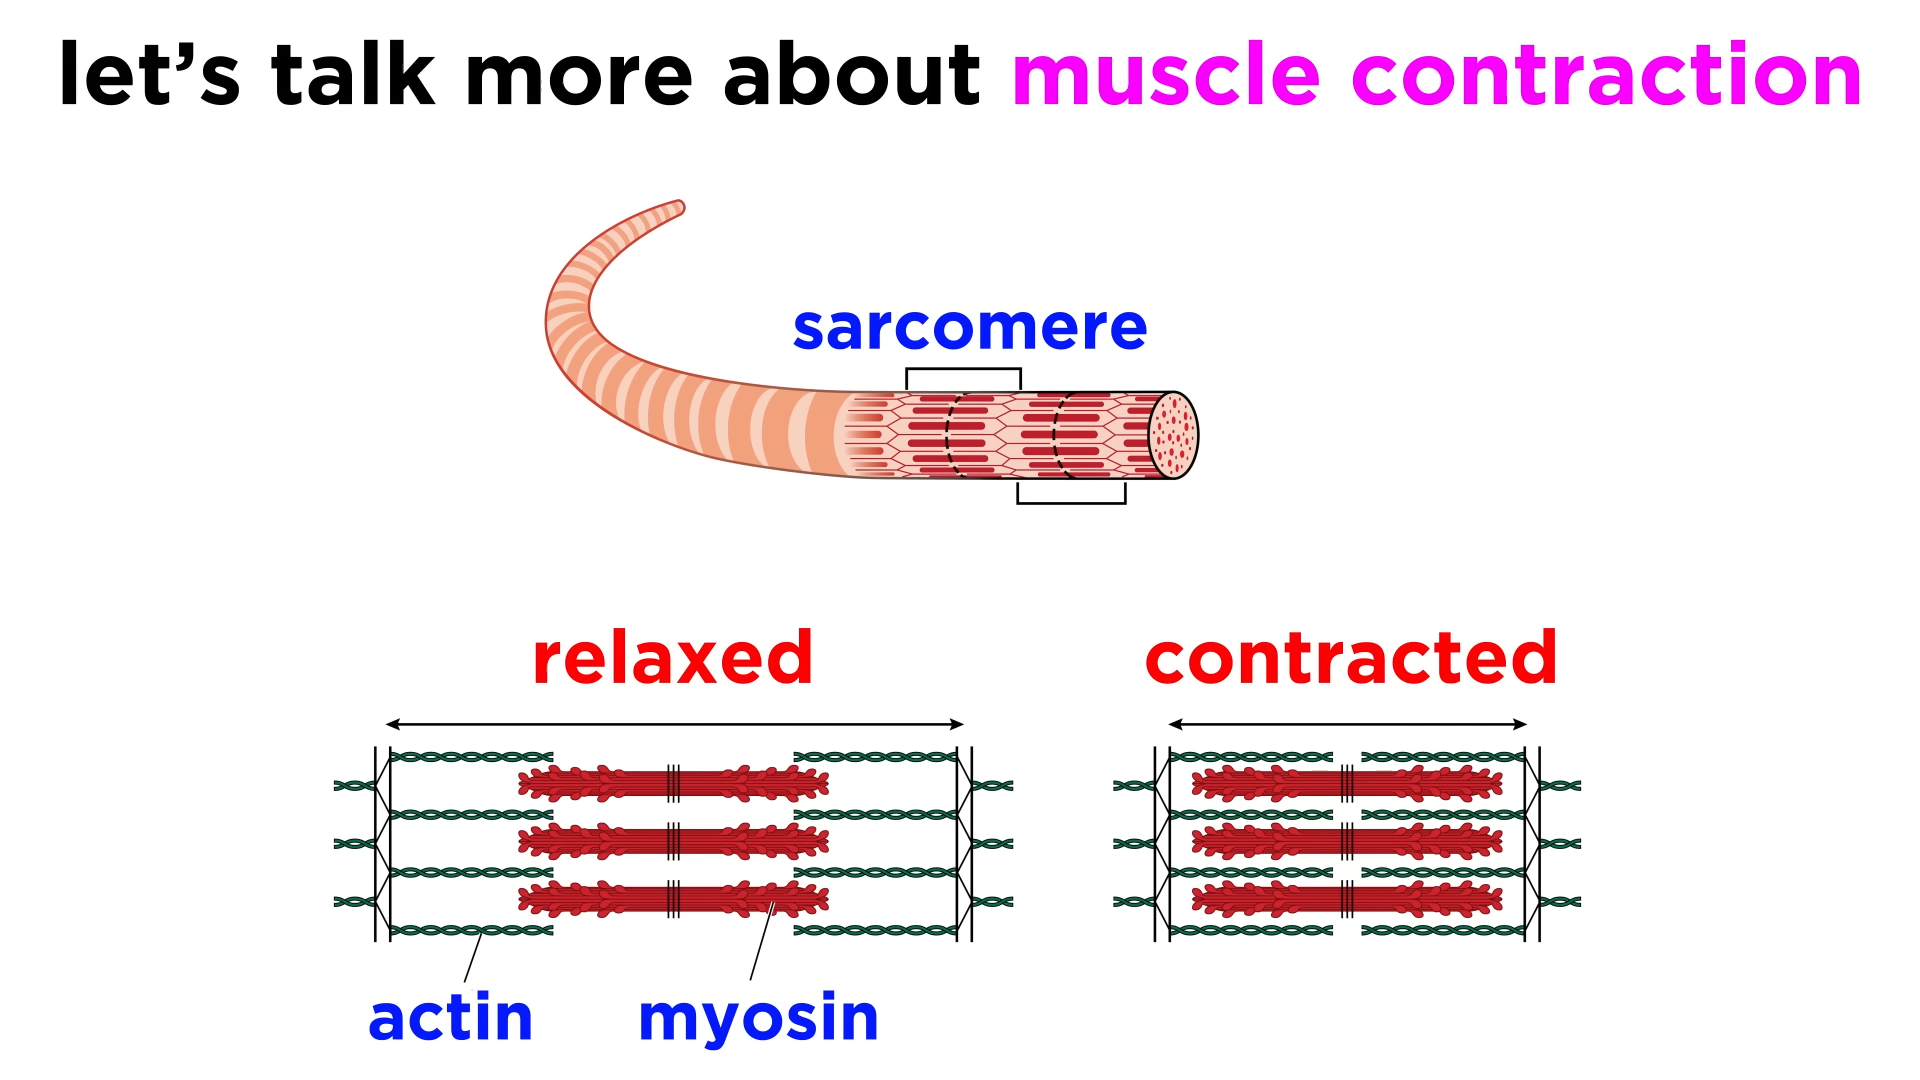 let’s talk more about muscle contraction
sarcomere
relaxed
contracted
actin
myosin